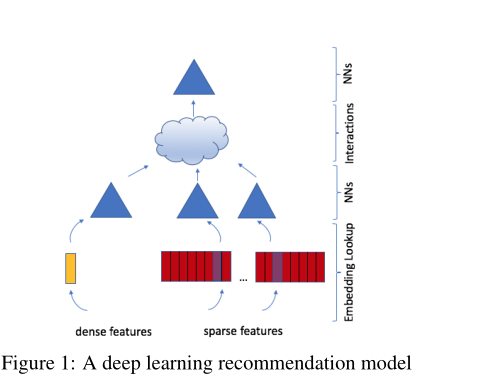 NNs
Interactions
NNs
Embedding Lookup
...
dense features
sparse features
Figure 1: A deep learning recommendation model